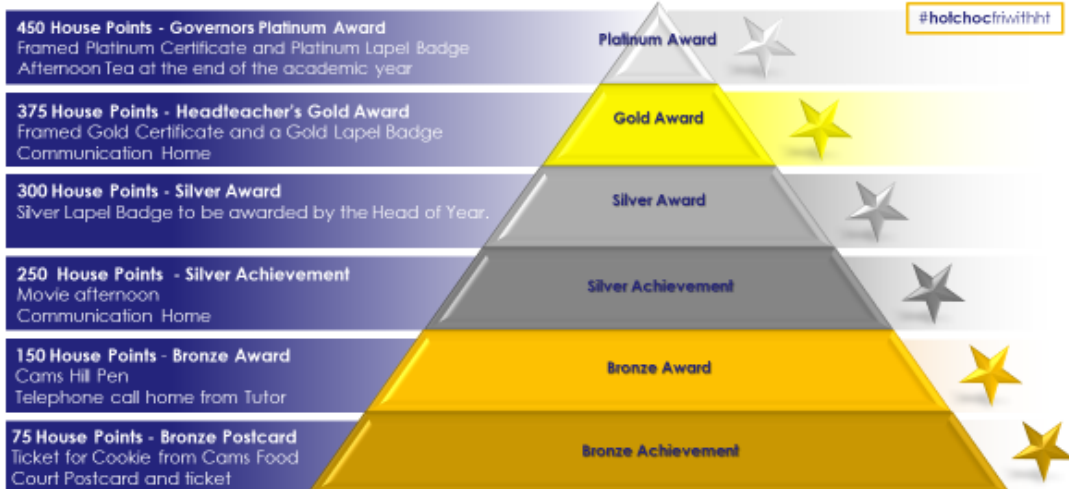 450 House Points - Governors Platinum Award
Framed Platinum Certificate and Platinum Lapel Badge
Afternoon Tea at the end of the academic year
Platinum Award
#hotchocfriwithht
375 House Points - Headteacher's Gold Award
Framed Gold Certificate and a Gold Lapel Badge
Communication Home
Gold Award
300 House Points - Silver Award
Silver Lapel Badge to be awarded by the Head of Year.
Silver Award
250 House Points - Silver Achievement
Movie afternoon
Communication Home
Silver Achievement
150 House Points - Bronze Award
Cams Hill Pen
Telephone call home from Tutor
Bronze Award
75 House Points - Bronze Postcard
Ticket for Cookie from Cams Food
Court Postcard and ticket
Bronze Achievement